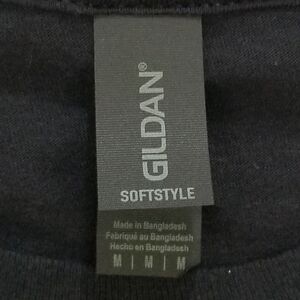 GILDAN®
SOFTSTYLE
Made in Bangladesh
Fabriqué au Bangladesh
Hecho en Bangladesh
M | M | M